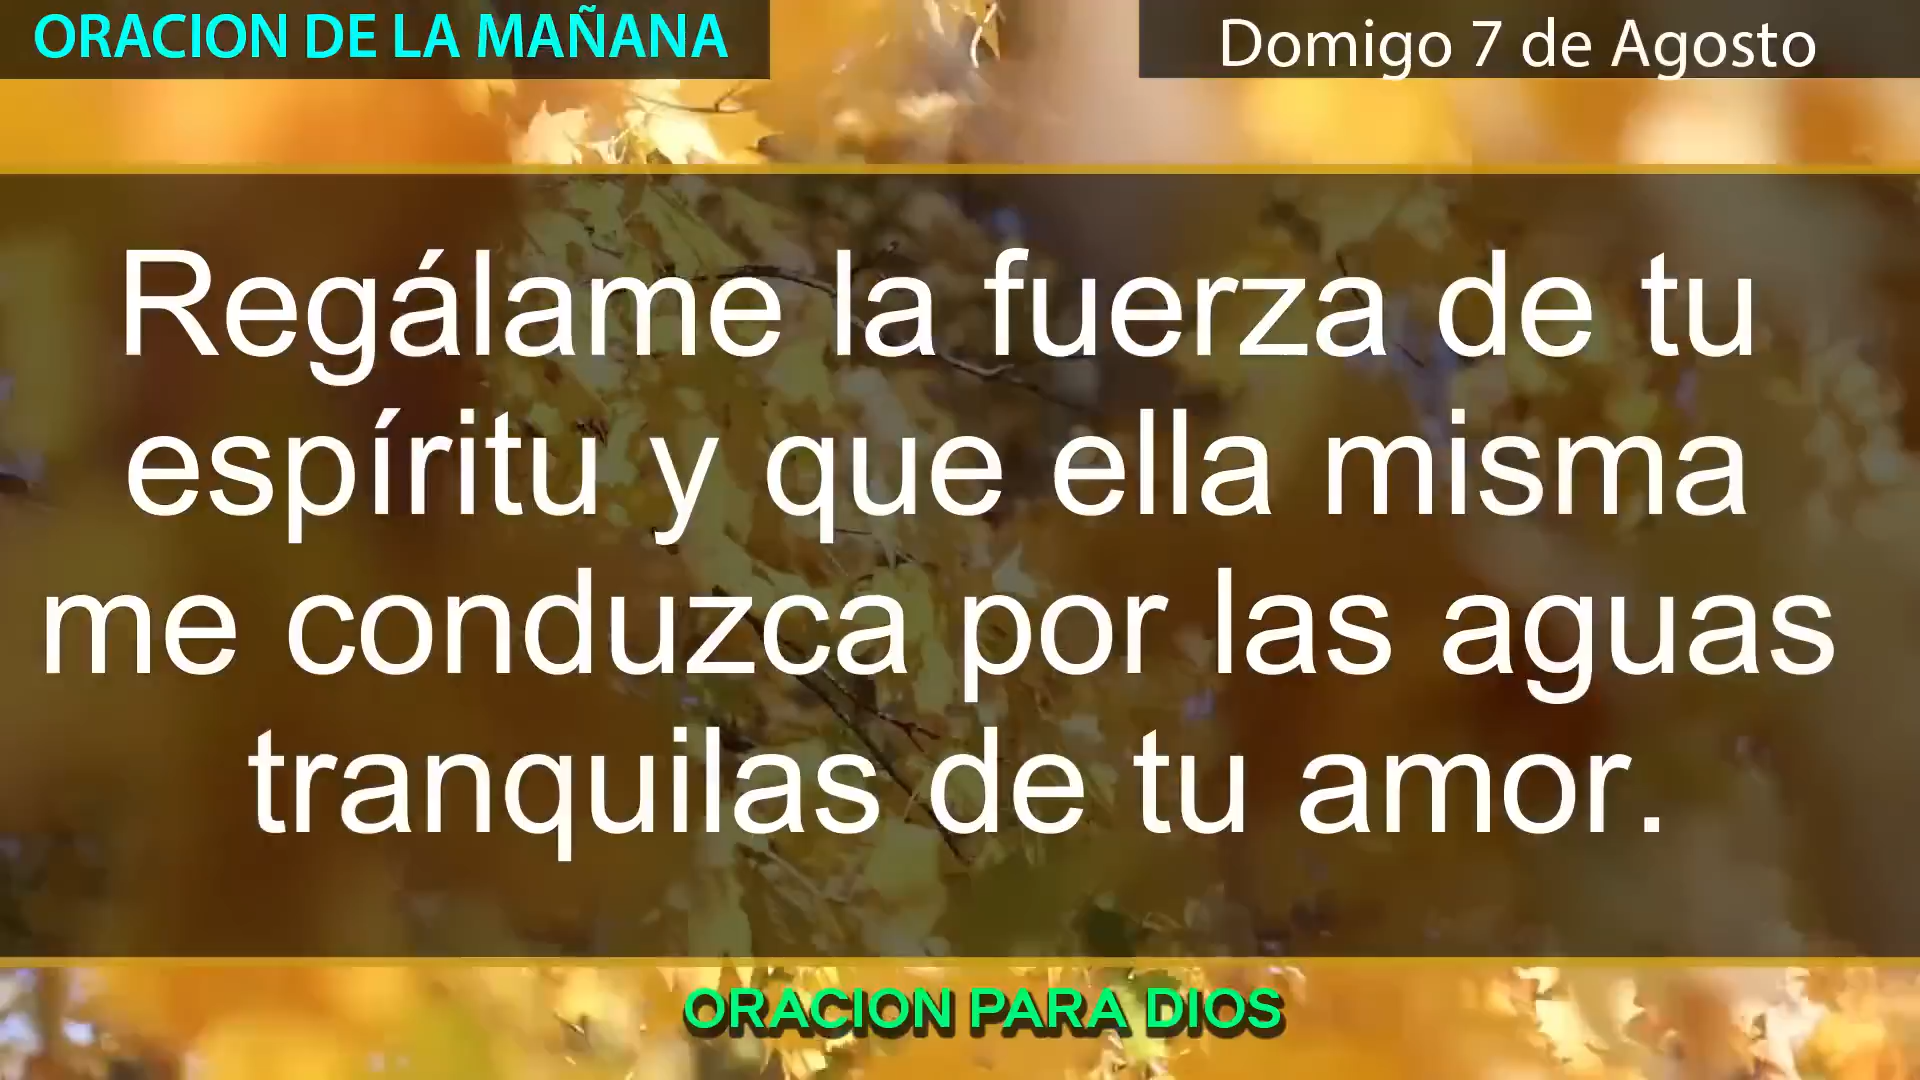 ORACION DE LA MAÑANA
Domigo 7 de Agosto
Regálame la fuerza de tu
espíritu y que ella misma
me conduzca por las aguas
tranquilas de tu amor.
ORACION PARA DIOS